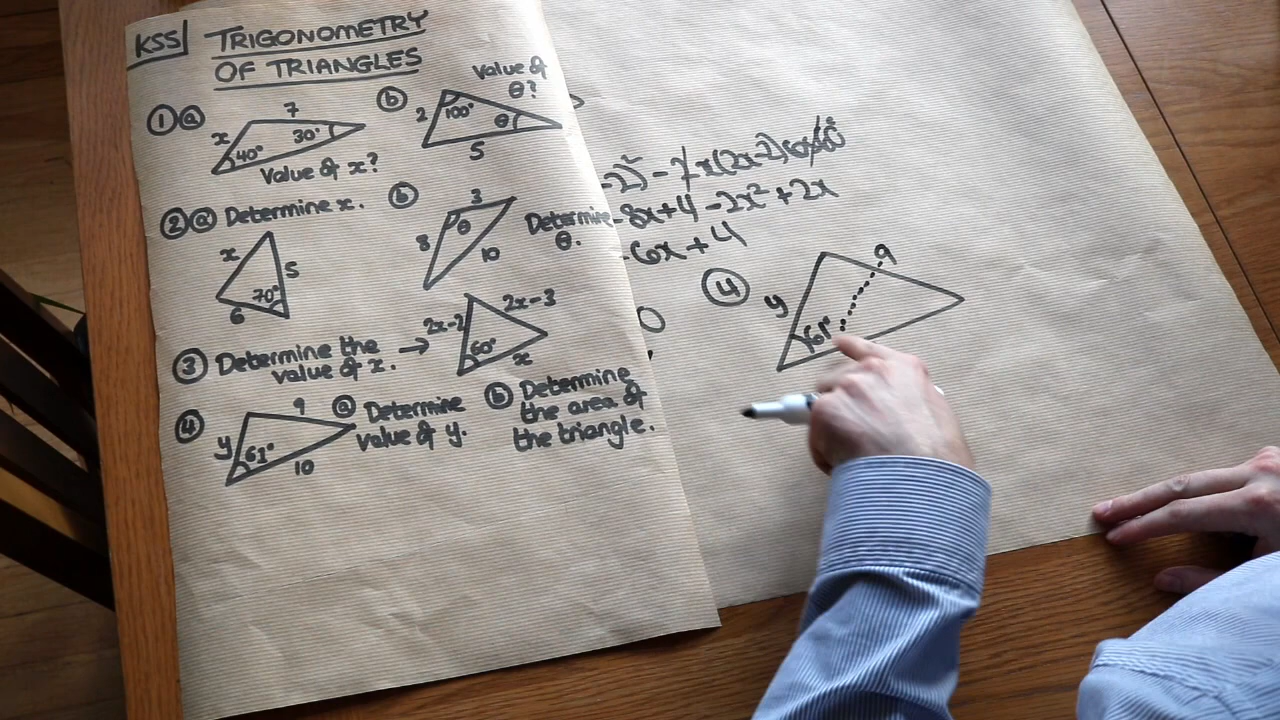 KSS
TRIGONOMETRY
OF TRIANGLES
① ⓐ
7
x
30°
40°
Value of x?
ⓑ
Value of
θ?
2
100°
θ
5
② ⓐ Determine x.
x
5
70°
6
ⓑ
3
8
θ
10
Determine
θ.
③ Determine the
value of x. →
2x-2
2x-3
60°
x
④
9
y
61°
10
ⓐ Determine
value of y.
ⓑ Determine
the area of
the triangle.
- 8x+4 -2x² + 2x
- 6x + 4
④
9
y
61°